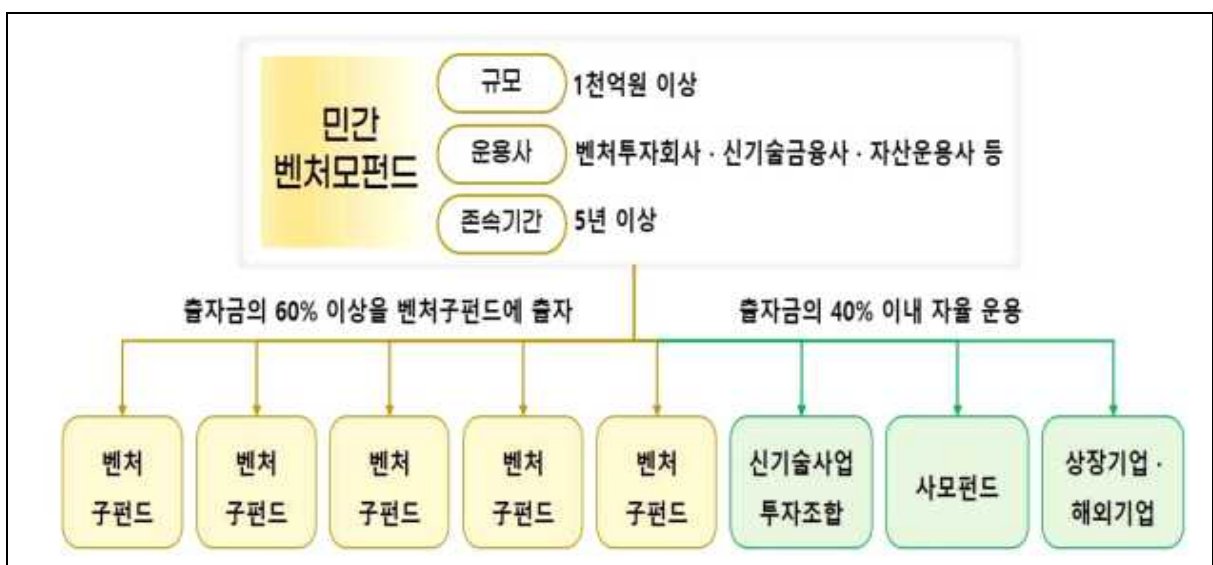 민간
벤처모펀드
규모
1천억원 이상
운용사
벤처투자회사 · 신기술금융사 · 자산운용사 등
존속기간
5년 이상
출자금의 60% 이상을 벤처子펀드에 출자
출자금의 40% 이내 자율 운용
벤처
子펀드
벤처
子펀드
벤처
子펀드
벤처
子펀드
벤처
子펀드
신기술사업
투자조합
사모펀드
상장기업 ·
해외기업